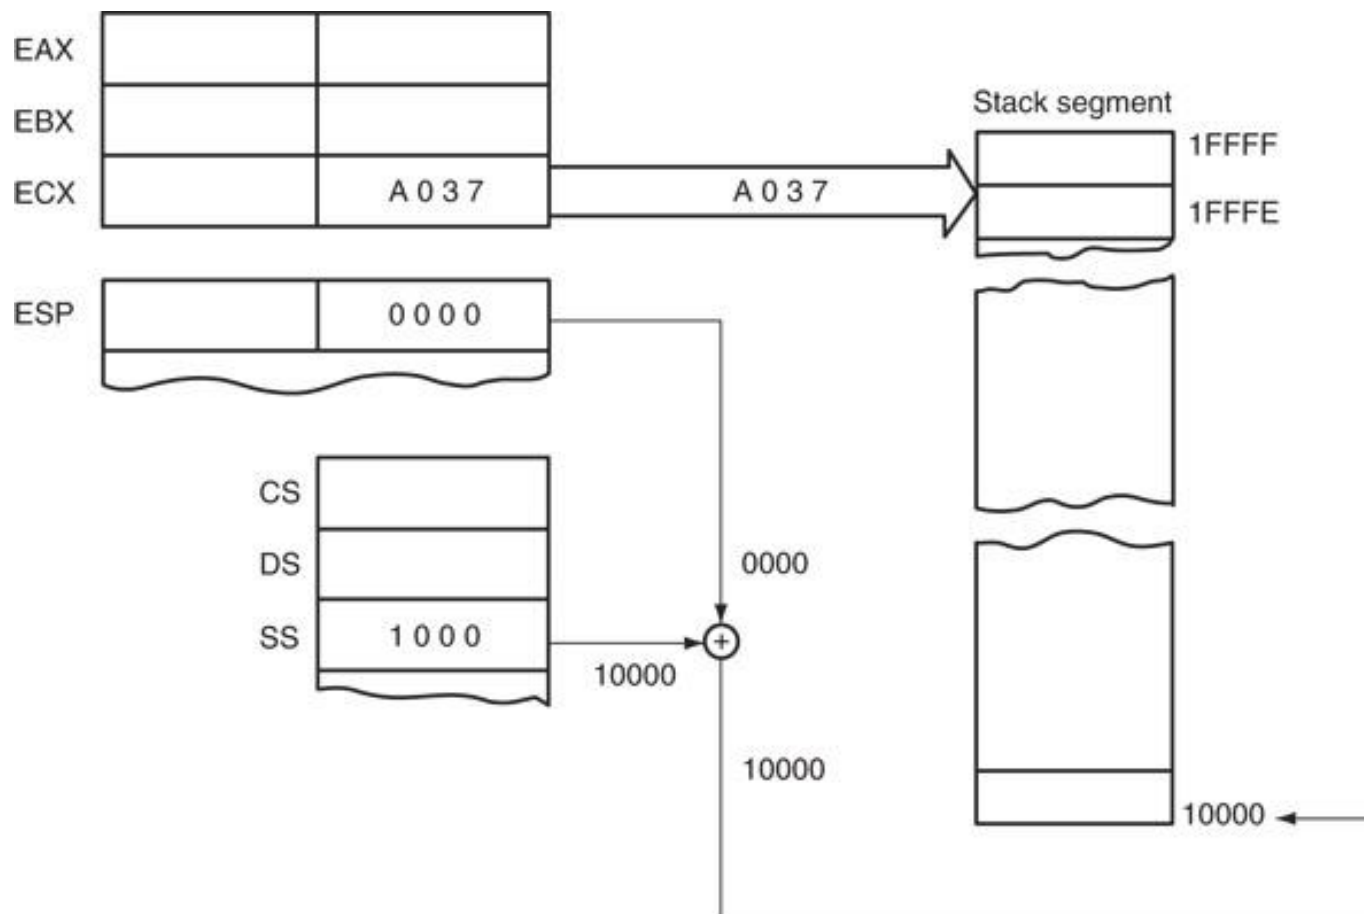 EAX
EBX
Stack segment
1FFFF
ECX
A 0 3 7
A 0 3 7
1FFFE
ESP
0 0 0 0
CS
DS
0000
SS
1 0 0 0
10000
10000
10000